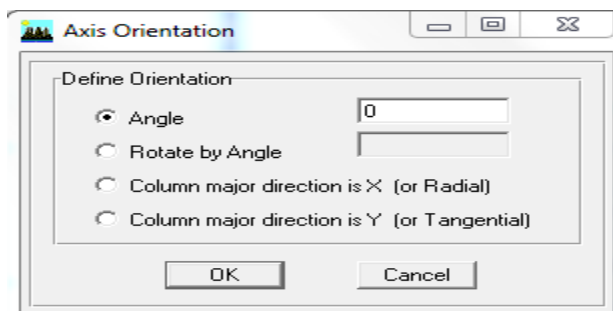 Axis Orientation
Define Orientation
Angle
0
Rotate by Angle
Column major direction is X (or Radial)
Column major direction is Y (or Tangential)
OK
Cancel